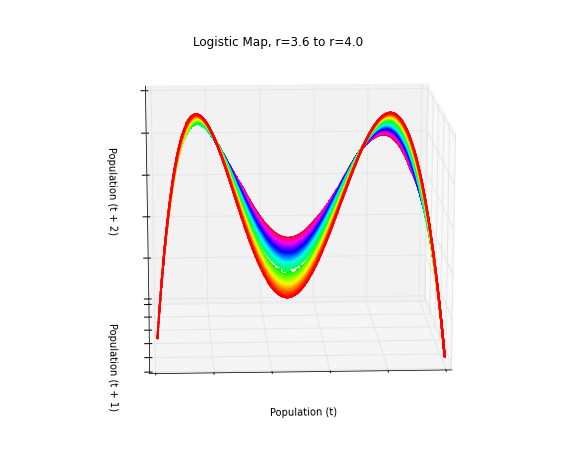 Logistic Map, r=3.6 to r=4.0
Population (t + 2)
Population (t + 1)
Population (t)